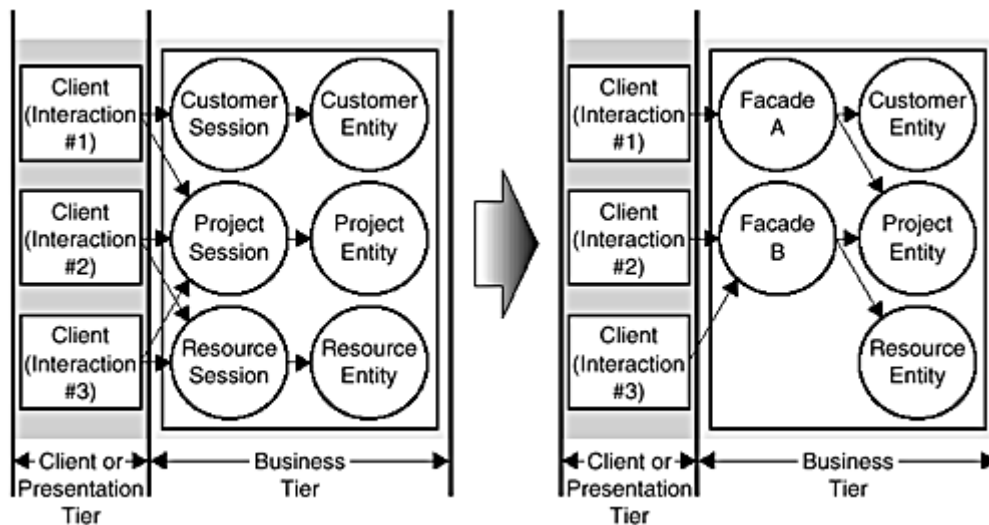 Client
(Interaction
#1)
Customer
Session
Customer
Entity
Client
(Interaction
#2)
Project
Session
Project
Entity
Client
(Interaction
#3)
Resource
Session
Resource
Entity
Client or
Presentation
Tier
Business
Tier
Client
(Interaction
#1)
Facade
A
Customer
Entity
Client
(Interaction
#2)
Facade
B
Project
Entity
Client
(Interaction
#3)
Resource
Entity
Client or
Presentation
Tier
Business
Tier